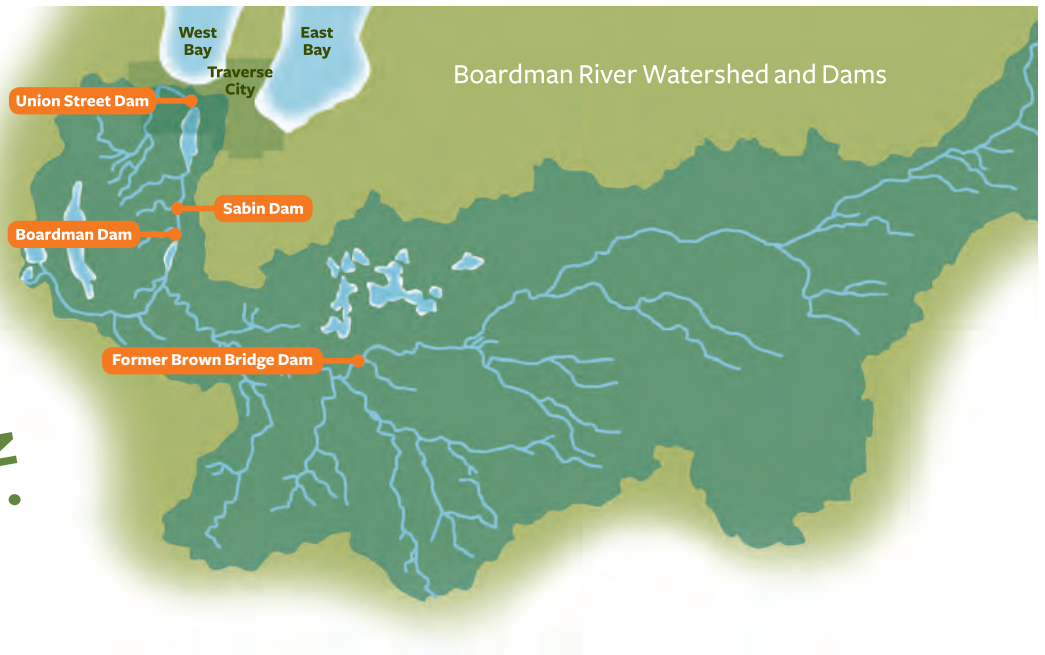 West
Bay
East
Bay
Traverse
City
Boardman River Watershed and Dams
Union Street Dam
Sabin Dam
Boardman Dam
Former Brown Bridge Dam